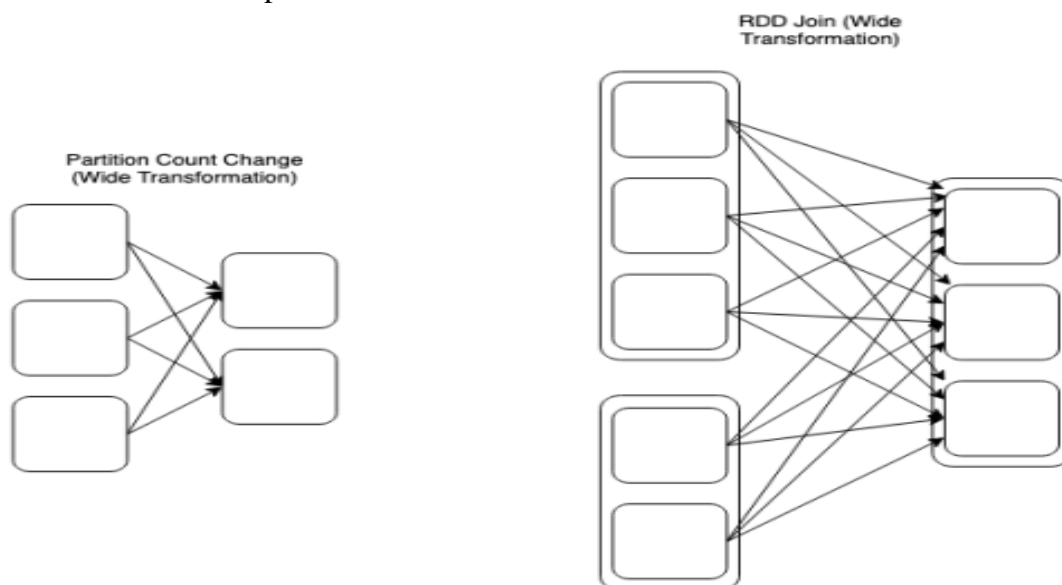 RDD Join (Wide
Transformation)
Partition Count Change
(Wide Transformation)